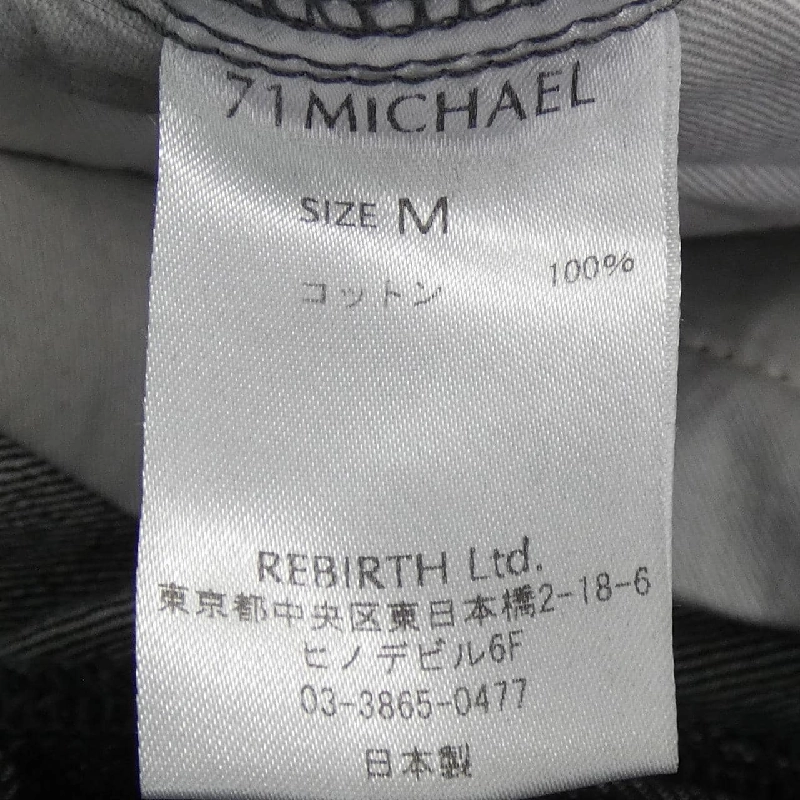 71MICHAEL
SIZE M
コットン 100%
REBIRTH Ltd.
東京都中央区東日本橋2-18-6
ヒノデビル6F
03-3865-0477
日本製